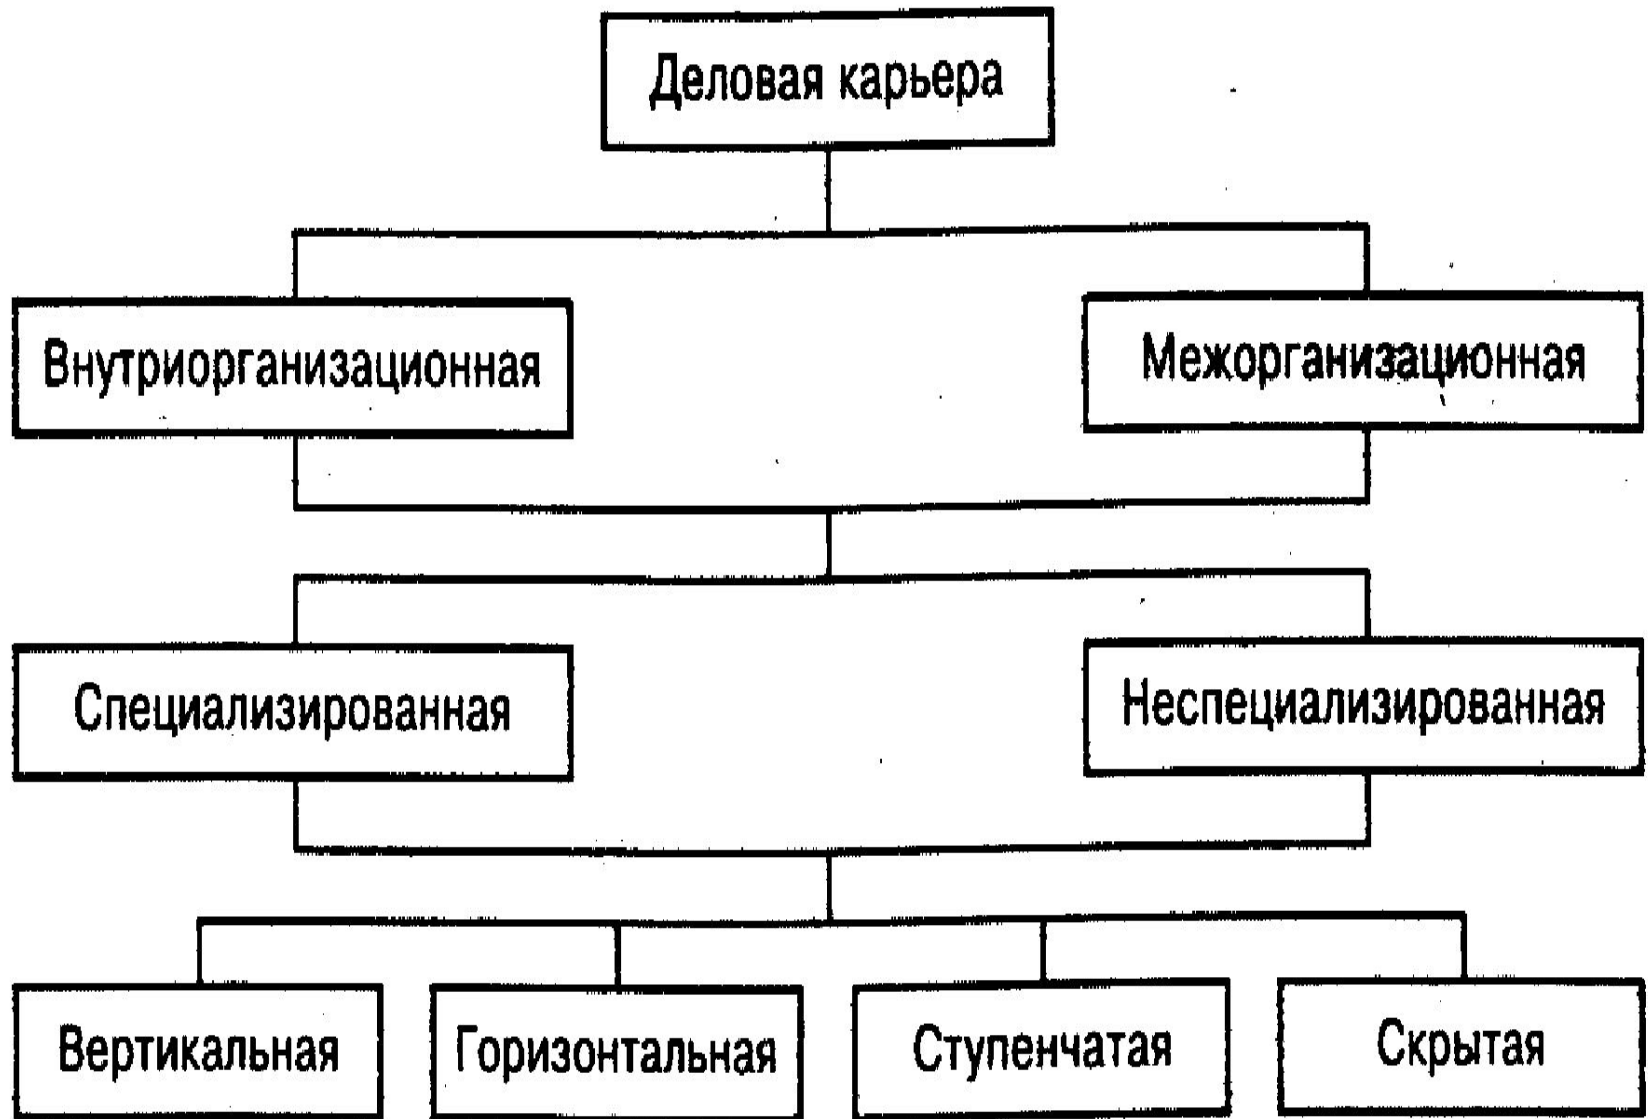 Деловая карьера
Внутриорганизационная
Межорганизационная
Специализированная
Неспециализированная
Вертикальная
Горизонтальная
Ступенчатая
Скрытая